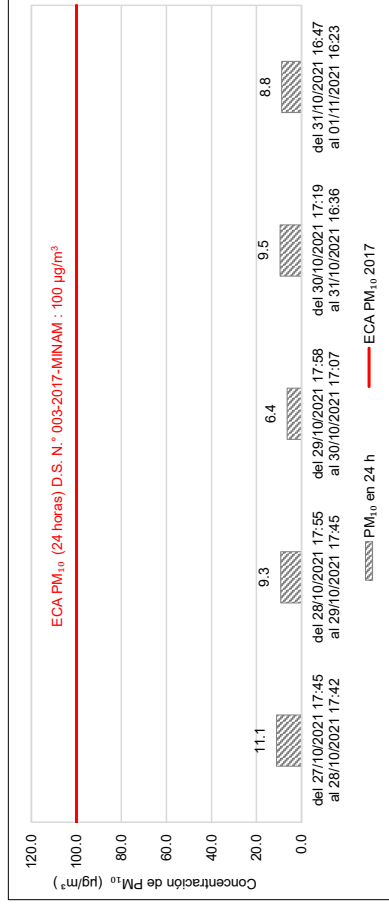 Concentración de PM₁₀ (µg/m³)
120.0
100.0
80.0
60.0
40.0
20.0
0.0
ECA PM₁₀ (24 horas) D.S. N.° 003-2017-MINAM : 100 µg/m³
11.1
9.3
6.4
9.5
8.8
del 27/10/2021 17:45
al 28/10/2021 17:42
del 28/10/2021 17:55
al 29/10/2021 17:45
del 29/10/2021 17:58
al 30/10/2021 17:07
del 30/10/2021 17:19
al 31/10/2021 16:36
del 31/10/2021 16:47
al 01/11/2021 16:23
PM₁₀ en 24 h
ECA PM₁₀ 2017